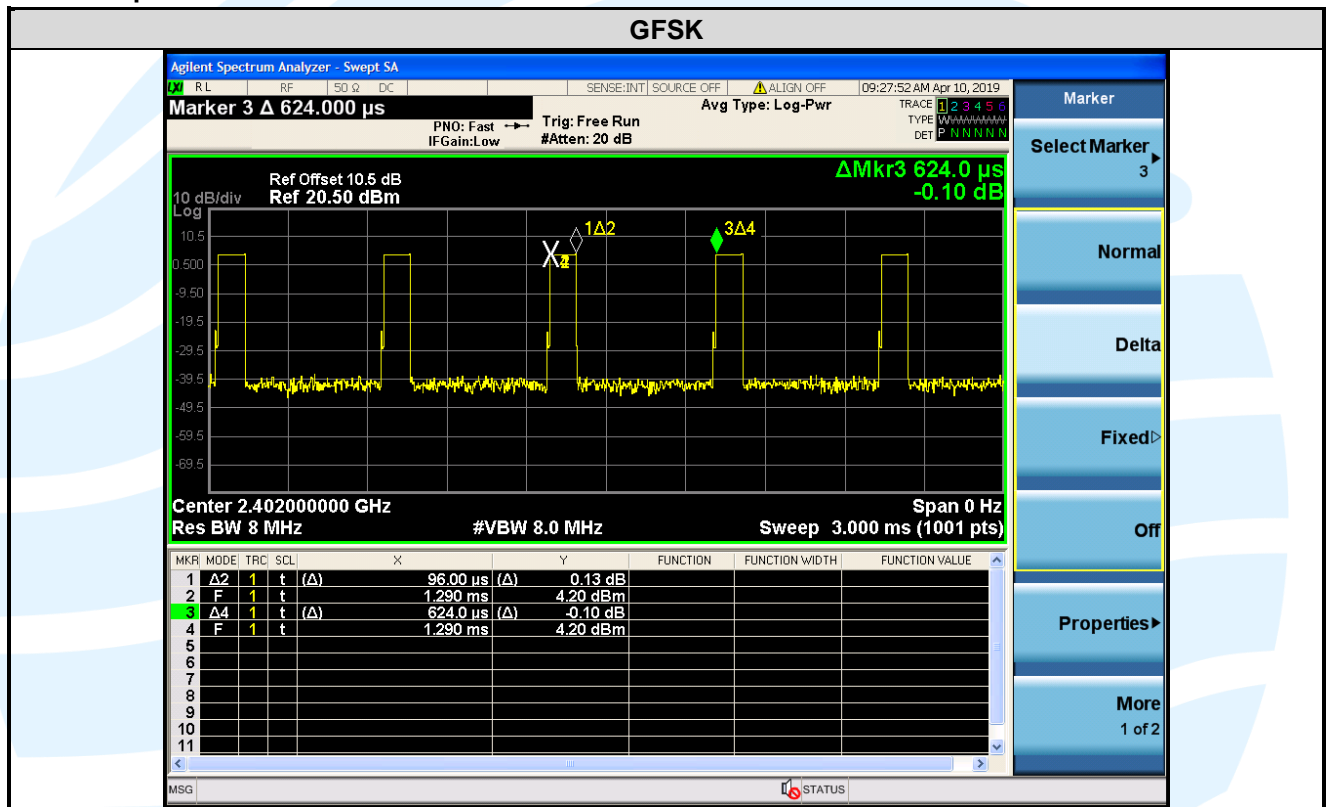 GFSK
Agilent Spectrum Analyzer - Swept SA
LXI RL RF 50 Ω DC SENSE:INT SOURCE OFF ALIGN OFF 09:27:52 AM Apr 10, 2019
Marker 3 Δ 624.000 µs Avg Type: Log-Pwr TRACE 1 2 3 4 5 6
PNO: Fast Trig: Free Run TYPE WWWWWW
IFGain:Low #Atten: 20 dB DET P N N N N N
ΔMkr3 624.0 µs
-0.10 dB
Ref Offset 10.5 dB
10 dB/div Ref 20.50 dBm
Log
1Δ2 3Δ4
10.5
0.500
-9.50
-19.5
-29.5
-39.5
-49.5
-59.5
-69.5
Center 2.402000000 GHz Span 0 Hz
Res BW 8 MHz #VBW 8.0 MHz Sweep 3.000 ms (1001 pts)
MKR MODE TRC SCL X Y FUNCTION FUNCTION WIDTH FUNCTION VALUE
1 Δ2 1 t (Δ) 96.00 µs (Δ) 0.13 dB
2 F 1 t 1.290 ms 4.20 dBm
3 Δ4 1 t (Δ) 624.0 µs (Δ) -0.10 dB
4 F 1 t 1.290 ms 4.20 dBm
5
6
7
8
9
10
11
MSG STATUS
Marker
Select Marker
3
Normal
Delta
Fixed
Off
Properties
More
1 of 2